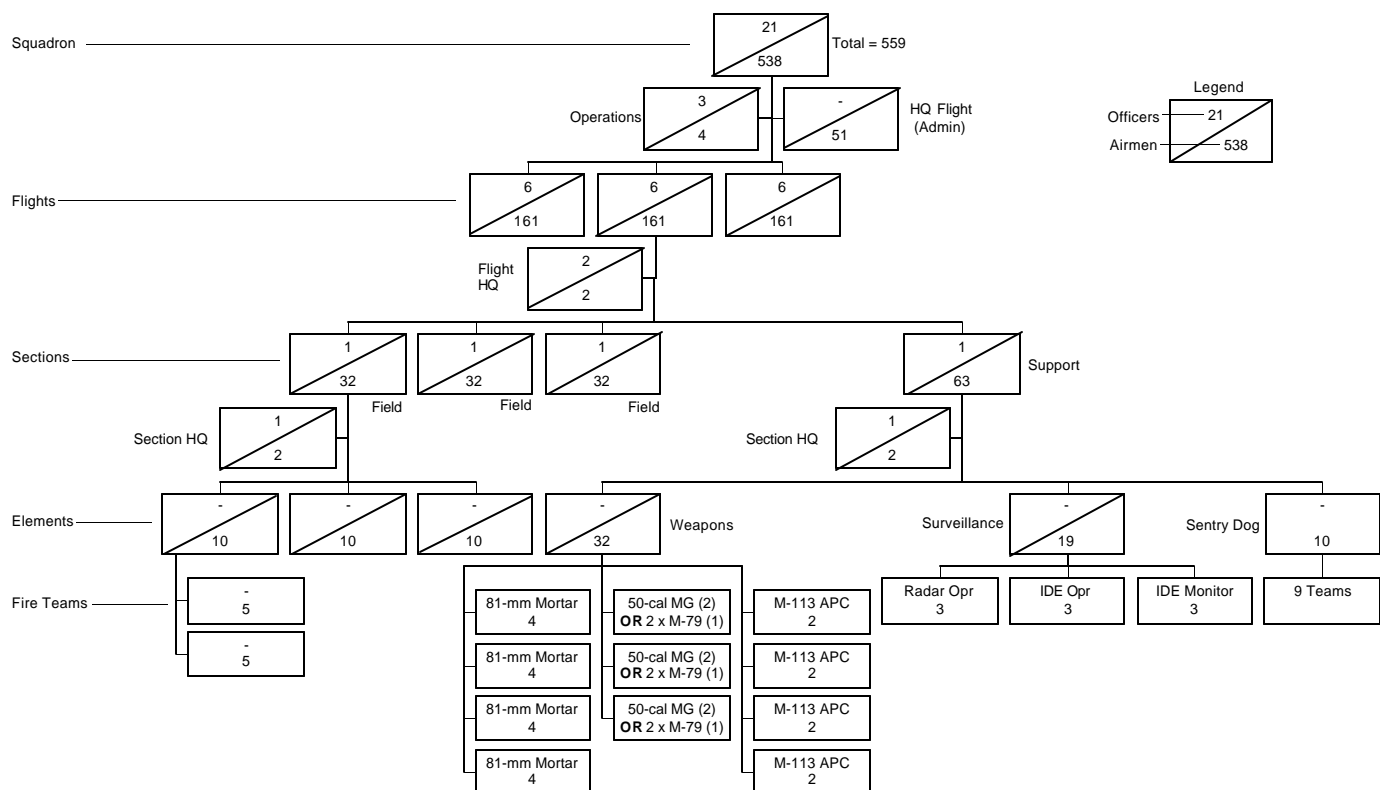 Squadron
21
538
Total = 559
Operations
3
4
-
51
HQ Flight
(Admin)
Legend
Officers
21
Airmen
538
Flights
6
161
6
161
6
161
Flight
HQ
2
2
Sections
1
32
Field
1
32
Field
1
32
Field
1
63
Support
Section HQ
1
2
Section HQ
1
2
Elements
-
10
-
10
-
10
-
32
Weapons
Surveillance
-
19
Sentry Dog
-
10
Fire Teams
-
5
-
5
81-mm Mortar
4
81-mm Mortar
4
81-mm Mortar
4
81-mm Mortar
4
50-cal MG (2)
OR 2 x M-79 (1)
50-cal MG (2)
OR 2 x M-79 (1)
50-cal MG (2)
OR 2 x M-79 (1)
M-113 APC
2
M-113 APC
2
M-113 APC
2
M-113 APC
2
Radar Opr
3
IDE Opr
3
IDE Monitor
3
9 Teams